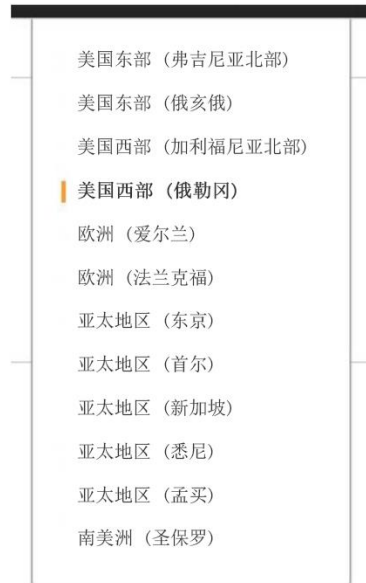 美国东部（弗吉尼亚北部）
美国东部（俄亥俄）
美国西部（加利福尼亚北部）
美国西部（俄勒冈）
欧洲（爱尔兰）
欧洲（法兰克福）
亚太地区（东京）
亚太地区（首尔）
亚太地区（新加坡）
亚太地区（悉尼）
亚太地区（孟买）
南美洲（圣保罗）